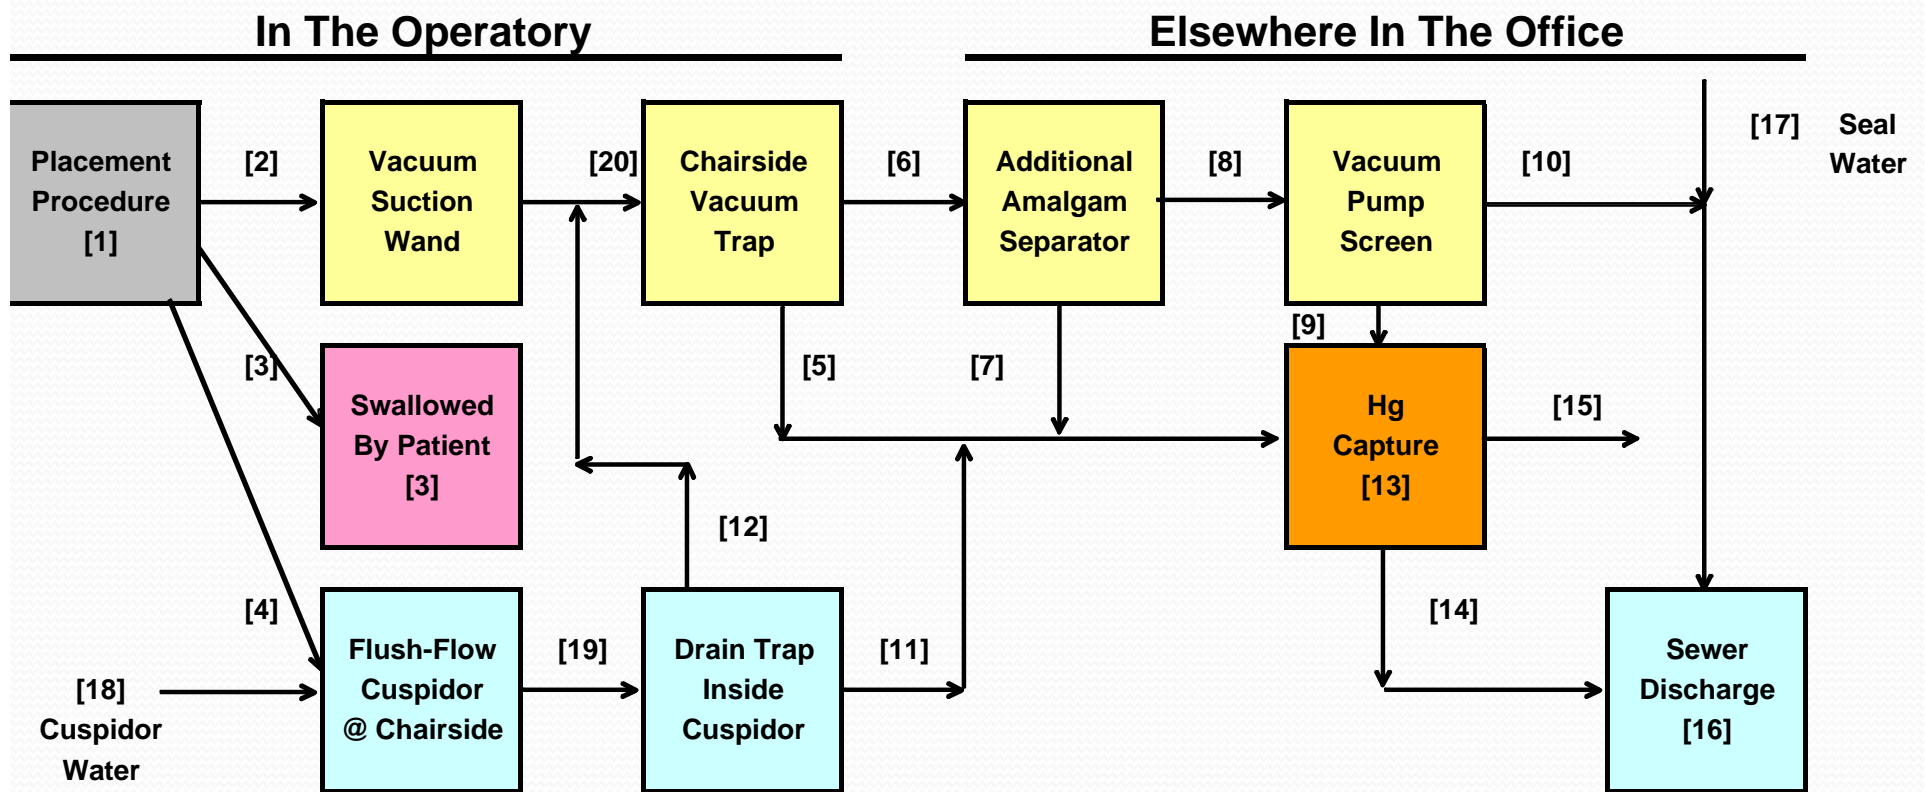 In The Operatory
Elsewhere In The Office
Placement
Procedure
[1]
[2]
Vacuum
Suction
Wand
[20]
Chairside
Vacuum
Trap
[6]
Additional
Amalgam
Separator
[8]
Vacuum
Pump
Screen
[10]
[17] Seal
Water
[3]
Swallowed
By Patient
[3]
[5]
[7]
[9]
Hg
Capture
[13]
[15]
[12]
[4]
[18]
Cuspidor
Water
Flush-Flow
Cuspidor
@ Chairside
[19]
Drain Trap
Inside
Cuspidor
[11]
[14]
Sewer
Discharge
[16]